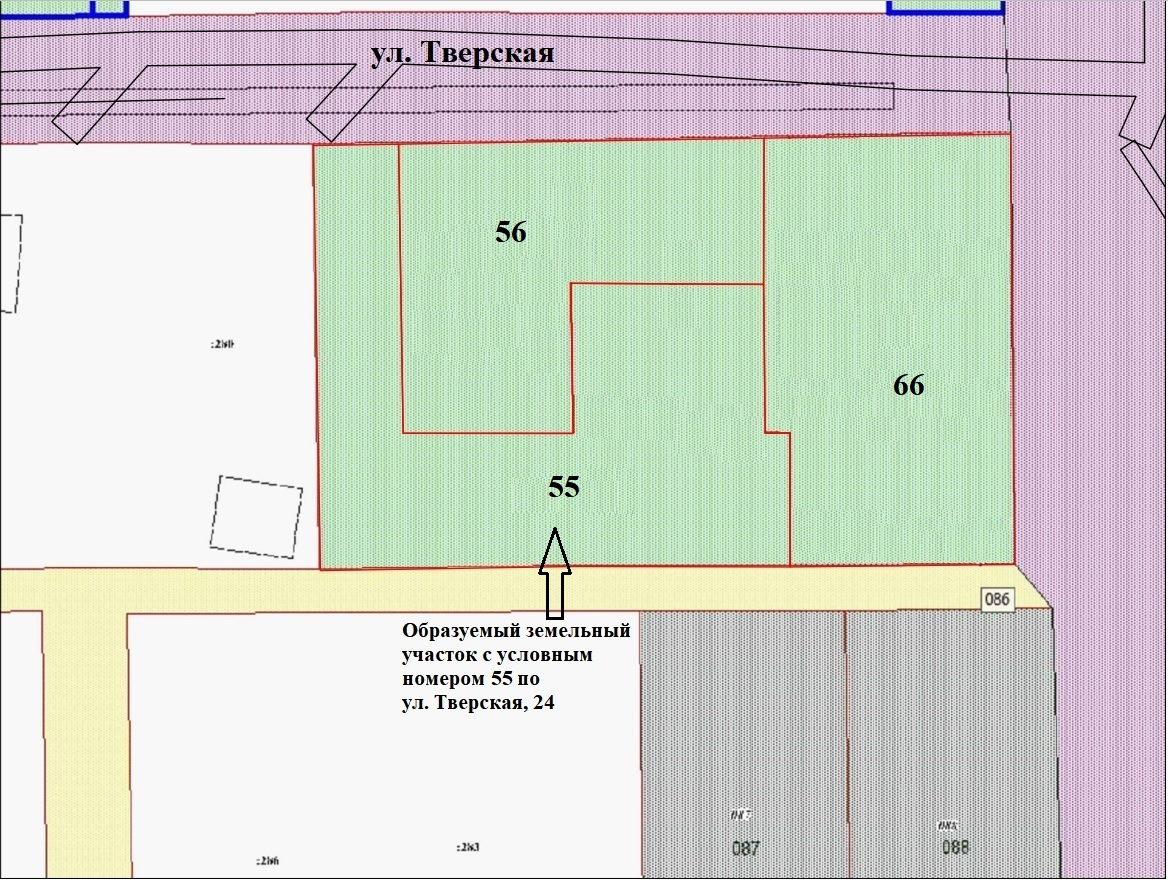 ул. Тверская
56
66
55
086
Образуемый земельный
участок с условным
номером 55 по
ул. Тверская, 24
087
088